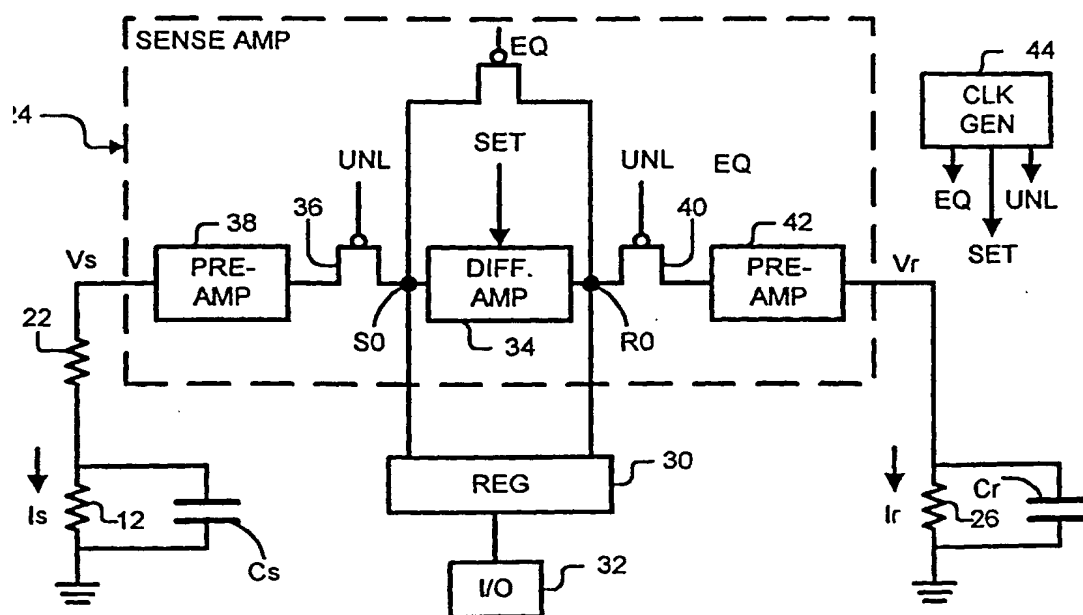 SENSE AMP
EQ
44
CLK
GEN
24
SET
UNL
UNL
EQ
EQ
UNL
SET
38
36
40
42
Vs
PRE-
AMP
DIFF.
AMP
PRE-
AMP
Vr
22
S0
34
R0
30
REG
Is
12
Cs
Ir
26
Cr
32
I/O